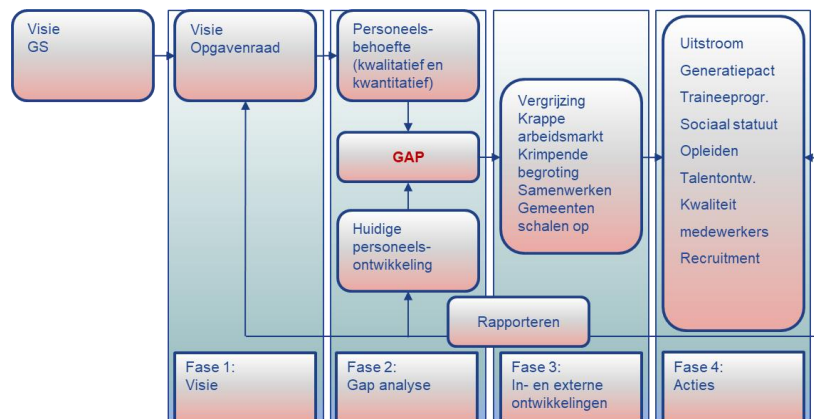 Visie
GS
Visie
Opgavenraad
Personeels-
behoefte
(kwalitatief en
kwantitatief)
GAP
Huidige
personeels-
ontwikkeling
Vergrijzing
Krappe
arbeidsmarkt
Krimpende
begroting
Samenwerken
Gemeenten
schalen op
Uitstroom
Generatiepact
Traineeprogr.
Sociaal statuut
Opleiden
Talentontw.
Kwaliteit
medewerkers
Recruitment
Rapporteren
Fase 1:
Visie
Fase 2:
Gap analyse
Fase 3:
In- en externe
ontwikkelingen
Fase 4:
Acties